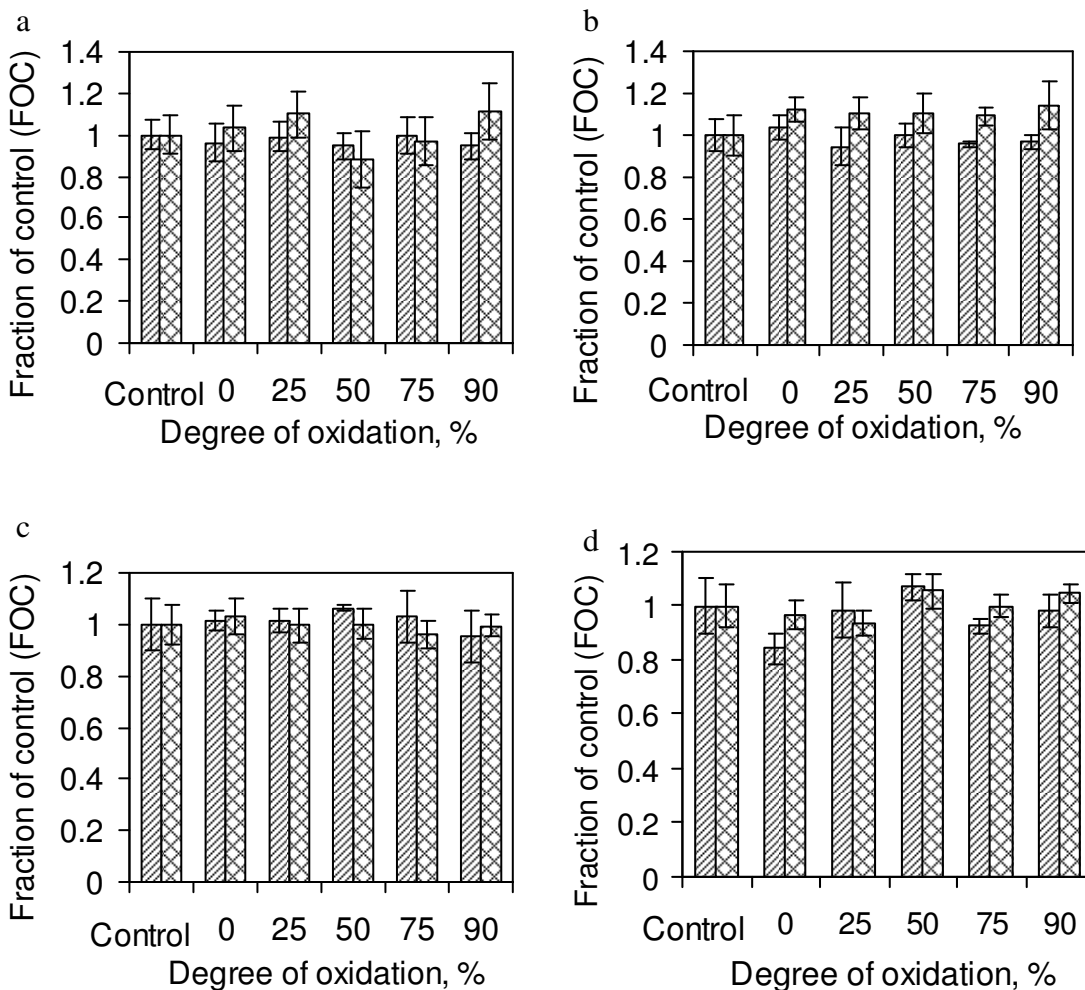 a
Fraction of control (FOC)
1.4
1.2
1
0.8
0.6
0.4
0.2
0
Control 0 25 50 75 90
Degree of oxidation, %
b
Fraction of control (FOC)
1.4
1.2
1
0.8
0.6
0.4
0.2
0
Control 0 25 50 75 90
Degree of oxidation, %
c
Fraction of control (FOC)
1.2
1
0.8
0.6
0.4
0.2
0
Control 0 25 50 75 90
Degree of oxidation, %
d
Fraction of control (FOC)
1.2
1
0.8
0.6
0.4
0.2
0
Control 0 25 50 75 90
Degree of oxidation, %